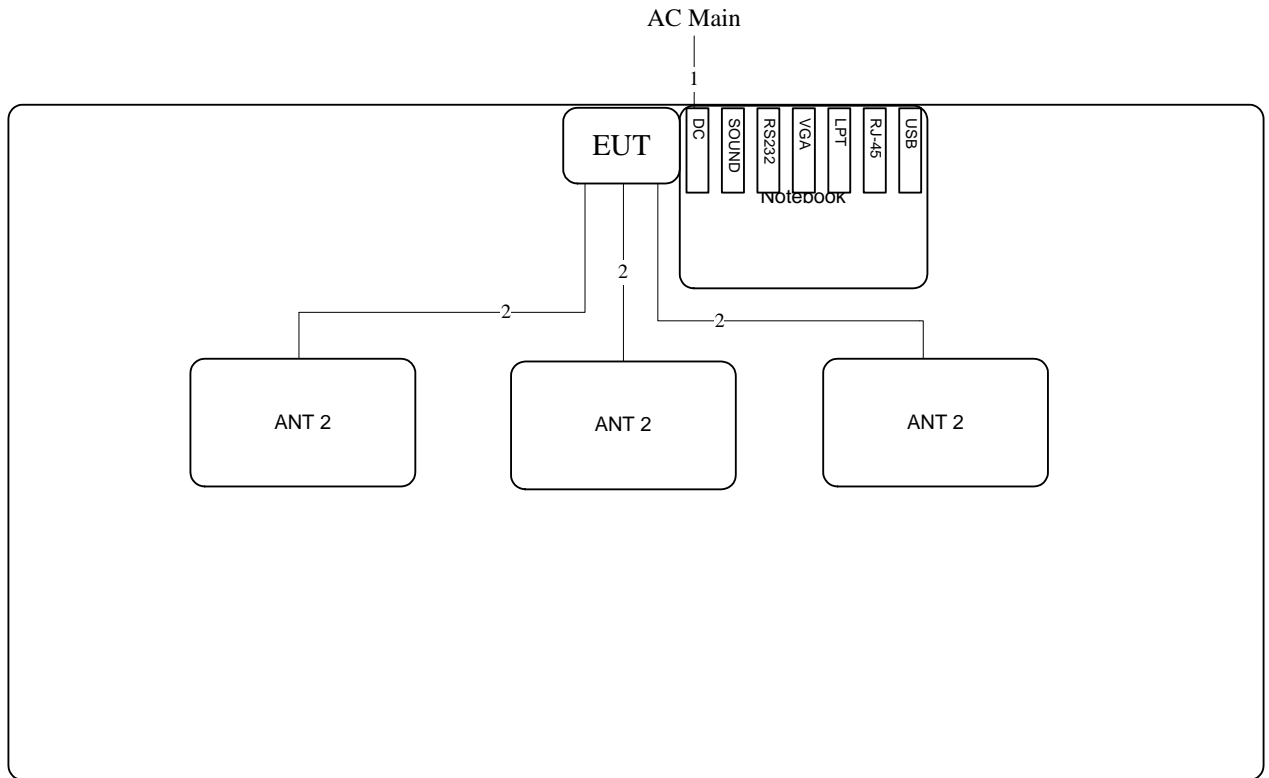 AC Main
1
EUT
DC
SOUND
RS232
VGA
LPT
RJ-45
USB
Notebook
2
2
2
ANT 2
ANT 2
ANT 2